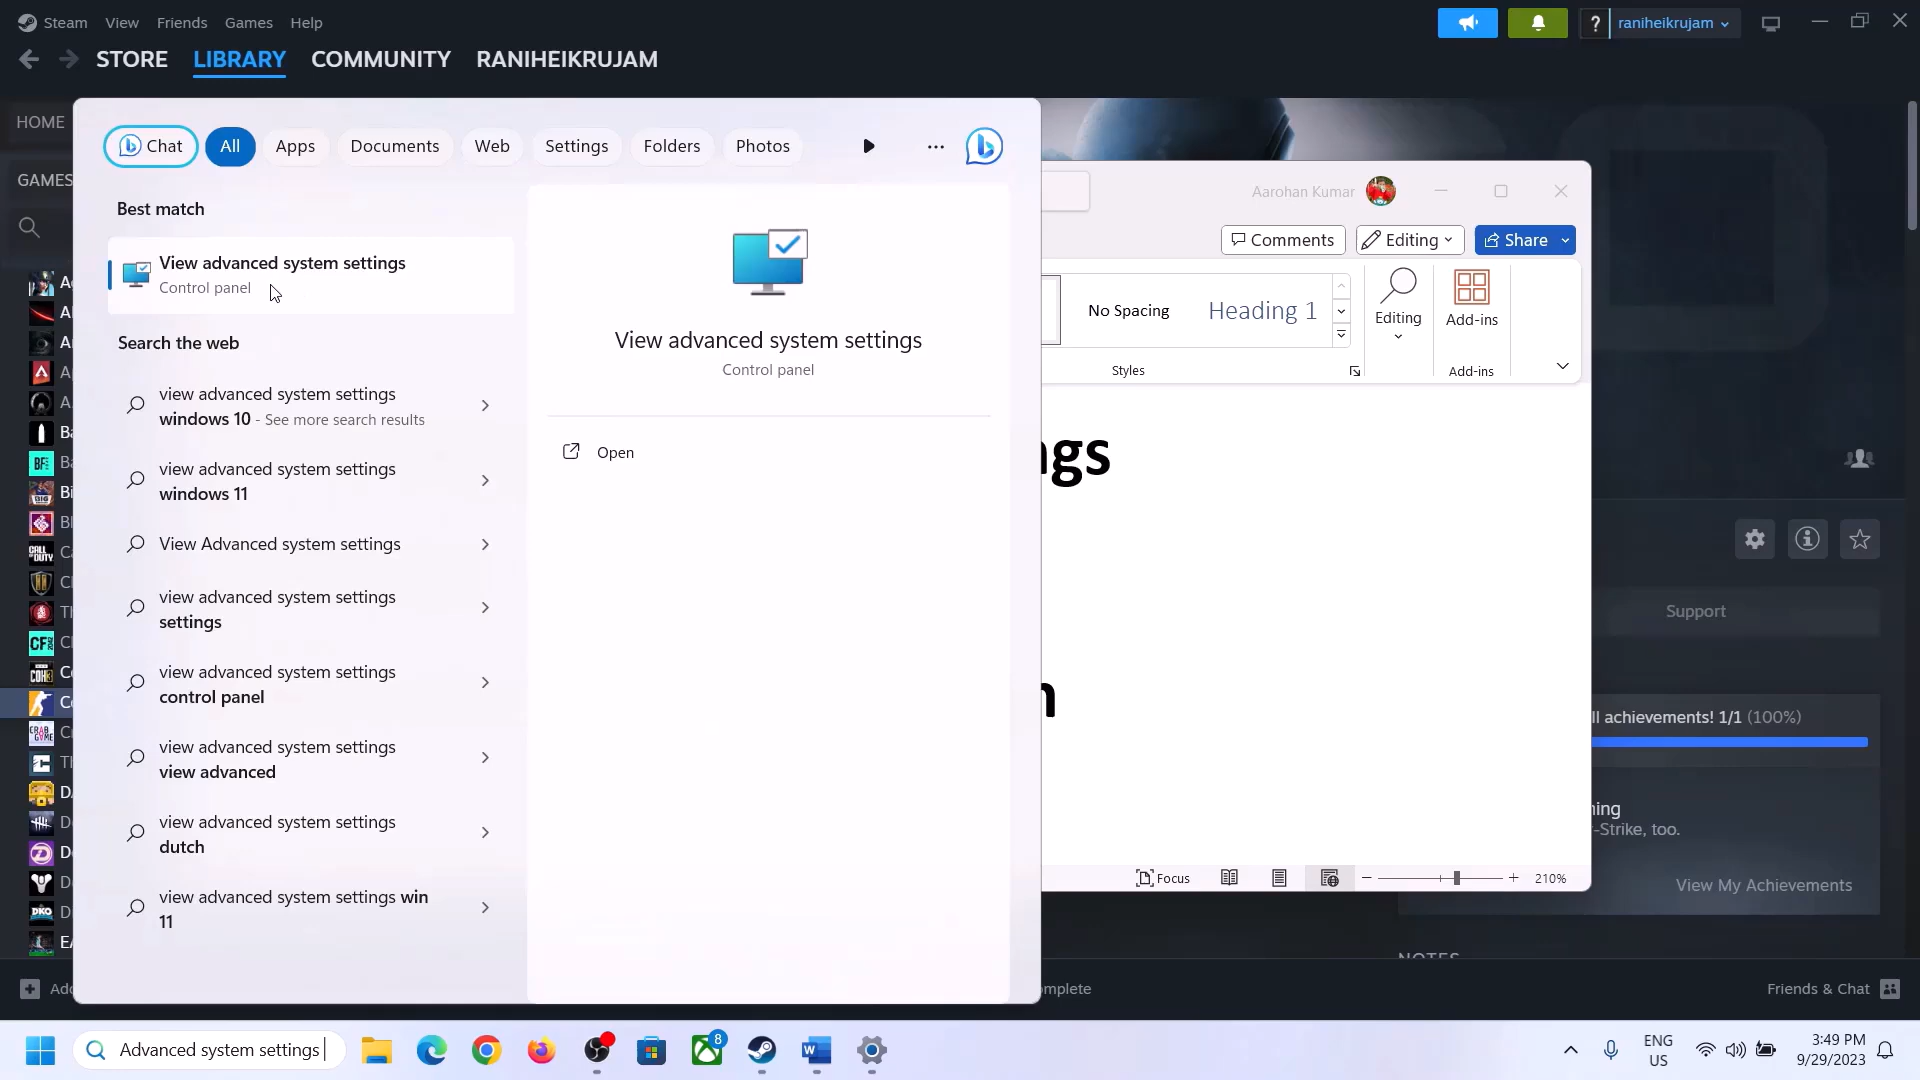 Steam View Friends Games Help
raniheikrujam
STORE LIBRARY COMMUNITY RANIHEIKRUJAM
HOME
GAMES
Chat All Apps Documents Web Settings Folders Photos
Best match
View advanced system settings
Control panel
Search the web
view advanced system settings
windows 10 - See more search results
view advanced system settings
windows 11
View Advanced system settings
view advanced system settings
settings
view advanced system settings
control panel
view advanced system settings
view advanced
view advanced system settings
dutch
view advanced system settings win
11
View advanced system settings
Control panel
Open
Aarohan Kumar
Comments Editing Share
No Spacing Heading 1
Editing
Add-ins
Styles
Add-ins
ngs
n
Focus
210%
Support
ll achievements! 1/1 (100%)
ning
-Strike, too.
View My Achievements
NOTES
Add
mplete
Friends & Chat
Advanced system settings
8
ENG
US
3:49 PM
9/29/2023